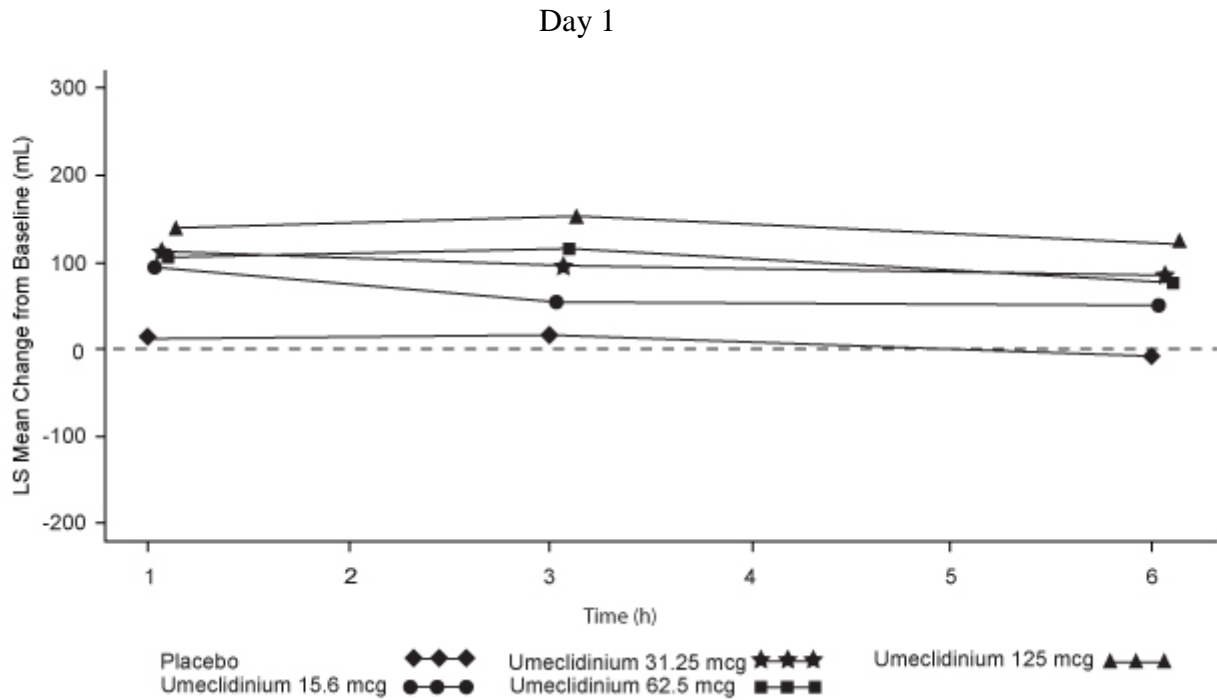 Day 1
LS Mean Change from Baseline (mL)
300
200
100
0
-100
-200
1 2 3 4 5 6
Time (h)
Placebo
Umeclidinium 15.6 mcg
Umeclidinium 31.25 mcg
Umeclidinium 62.5 mcg
Umeclidinium 125 mcg